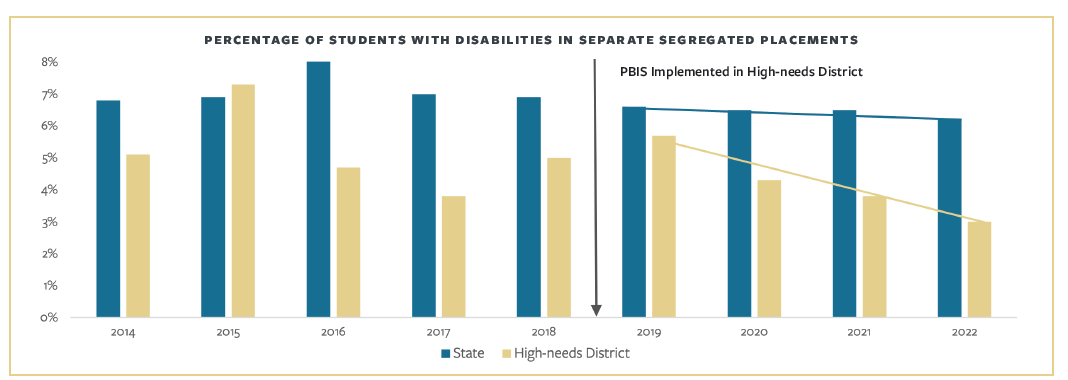 PERCENTAGE OF STUDENTS WITH DISABILITIES IN SEPARATE SEGREGATED PLACEMENTS
PBIS Implemented in High-needs District
8%
7%
6%
5%
4%
3%
2%
1%
0%
2014 2015 2016 2017 2018 2019 2020 2021 2022
State High-needs District